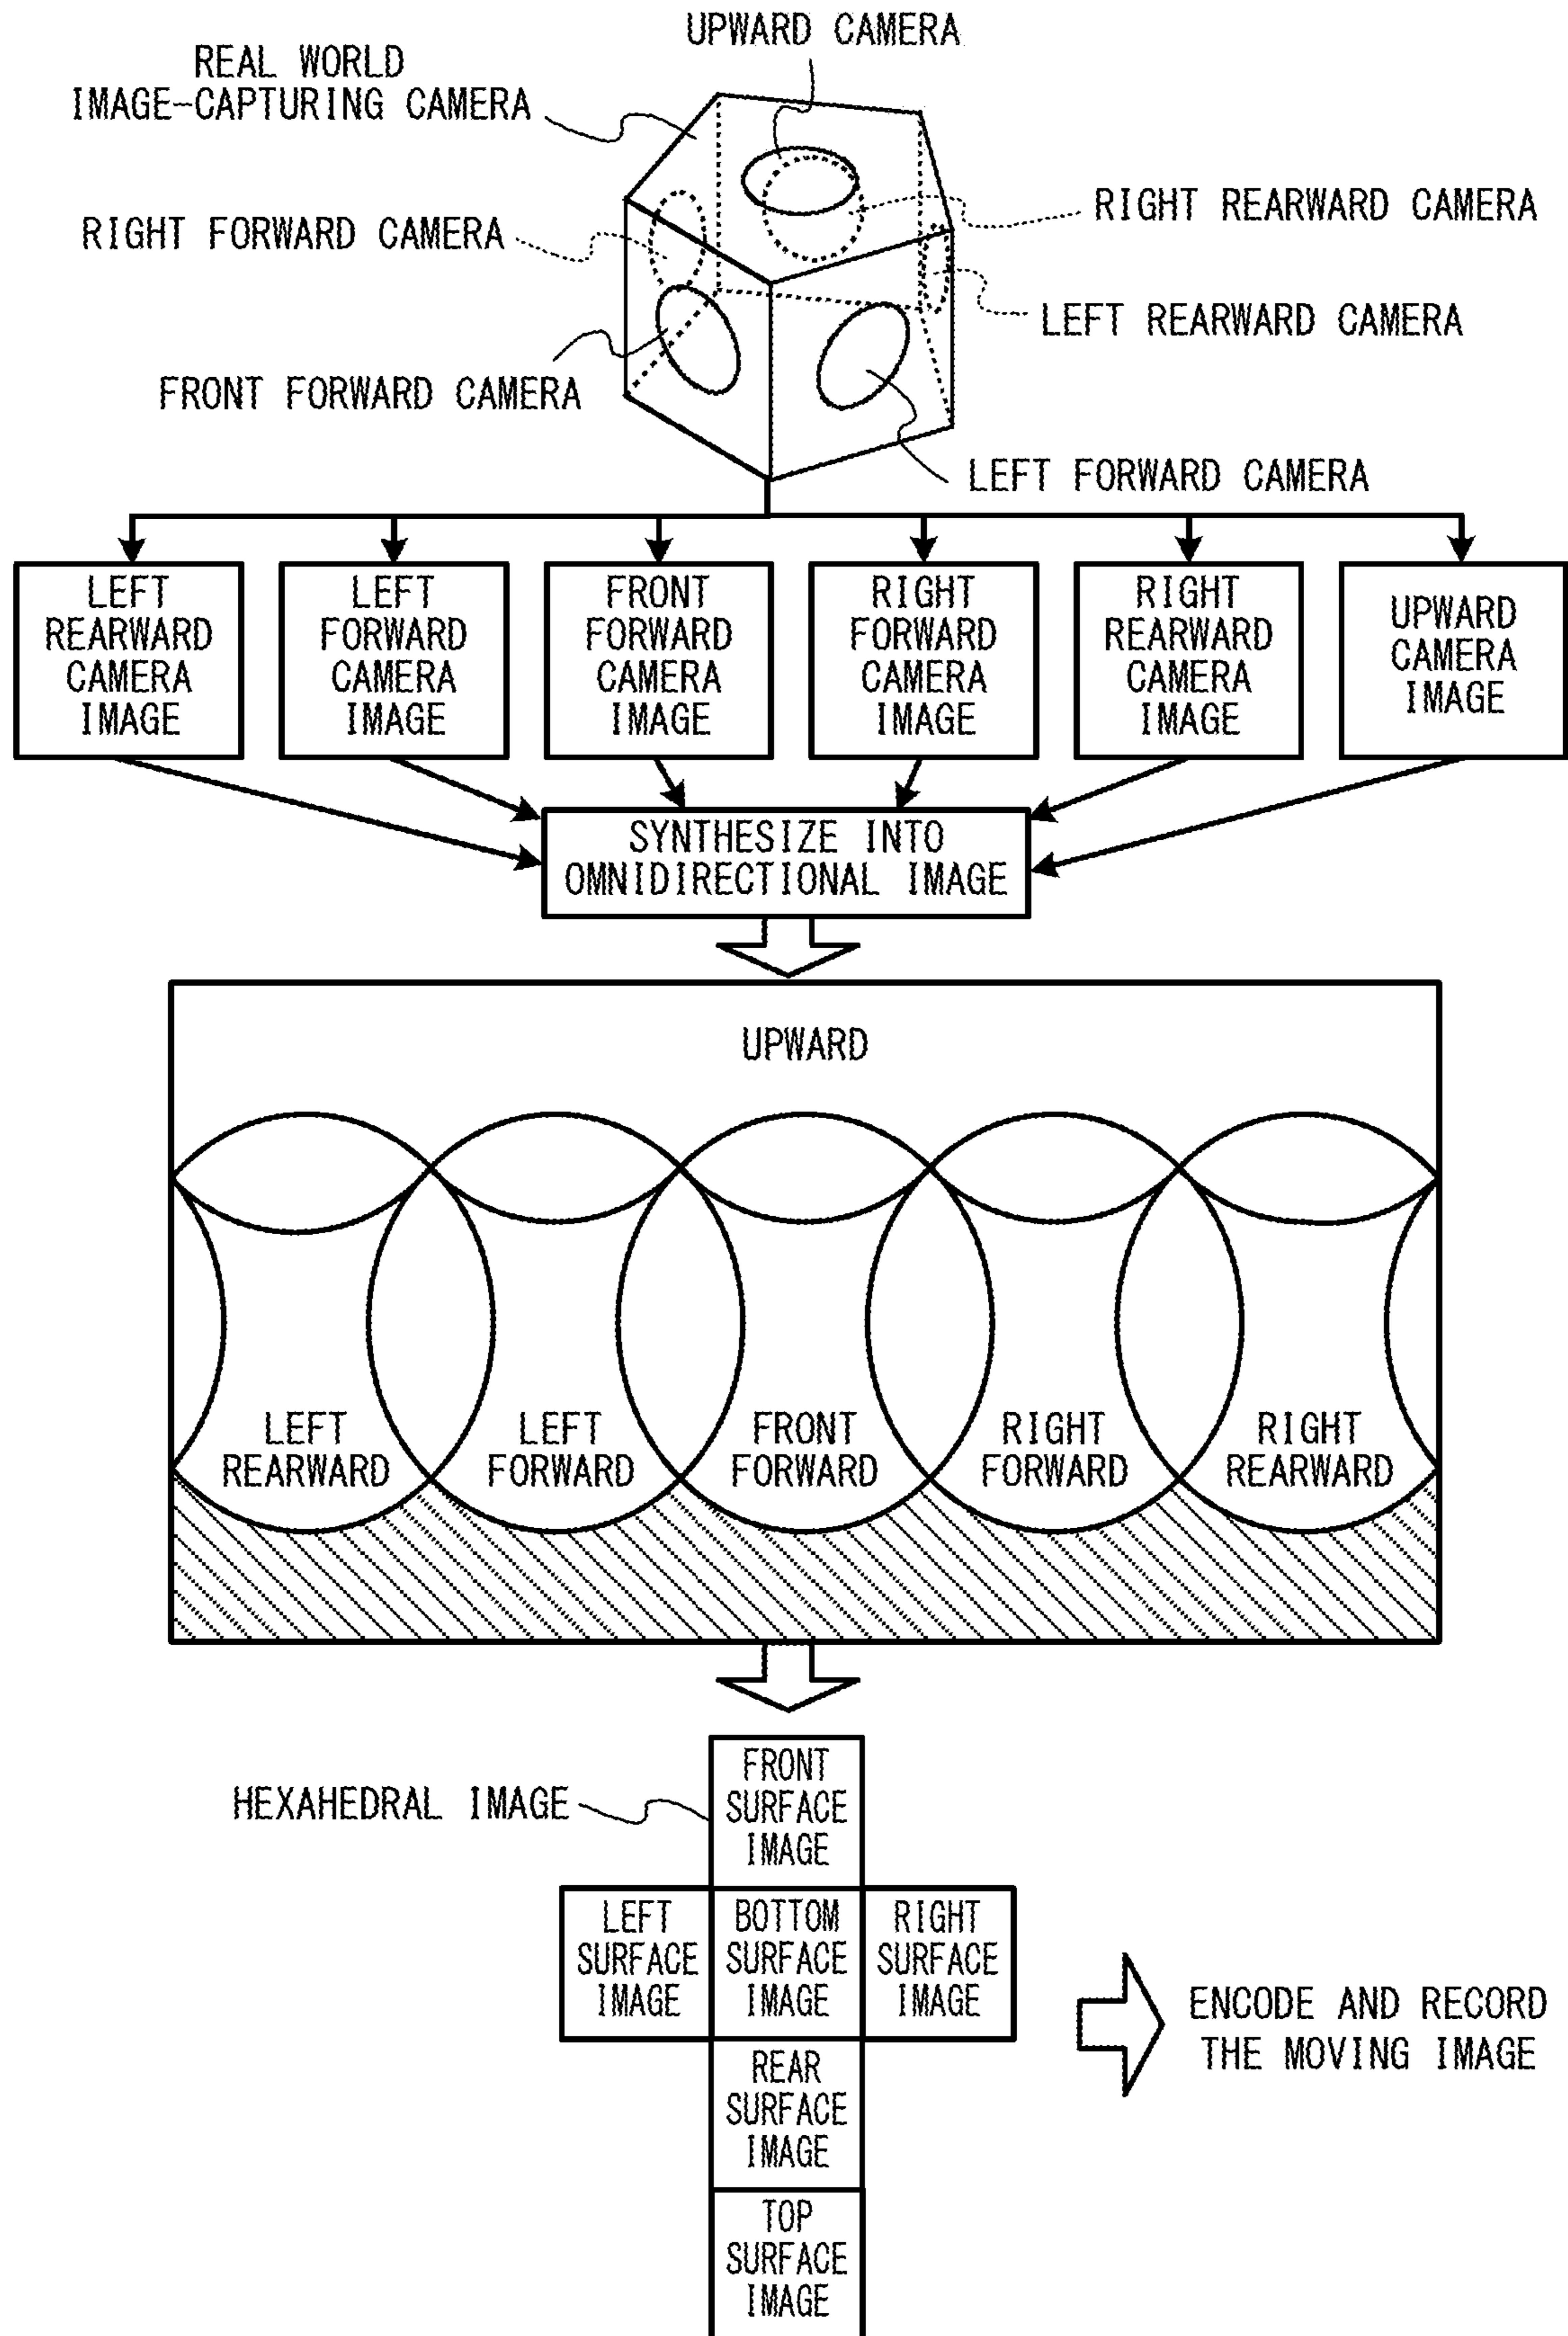 UPWARD CAMERA
REAL WORLD
IMAGE-CAPTURING CAMERA
RIGHT REARWARD CAMERA
RIGHT FORWARD CAMERA
LEFT REARWARD CAMERA
FRONT FORWARD CAMERA
LEFT FORWARD CAMERA
LEFT
REARWARD
CAMERA
IMAGE
LEFT
FORWARD
CAMERA
IMAGE
FRONT
FORWARD
CAMERA
IMAGE
RIGHT
FORWARD
CAMERA
IMAGE
RIGHT
REARWARD
CAMERA
IMAGE
UPWARD
CAMERA
IMAGE
SYNTHESIZE INTO
OMNIDIRECTIONAL IMAGE
UPWARD
LEFT
REARWARD
LEFT
FORWARD
FRONT
FORWARD
RIGHT
FORWARD
RIGHT
REARWARD
HEXAHEDRAL IMAGE
FRONT
SURFACE
IMAGE
LEFT
SURFACE
IMAGE
BOTTOM
SURFACE
IMAGE
RIGHT
SURFACE
IMAGE
ENCODE AND RECORD
THE MOVING IMAGE
REAR
SURFACE
IMAGE
TOP
SURFACE
IMAGE